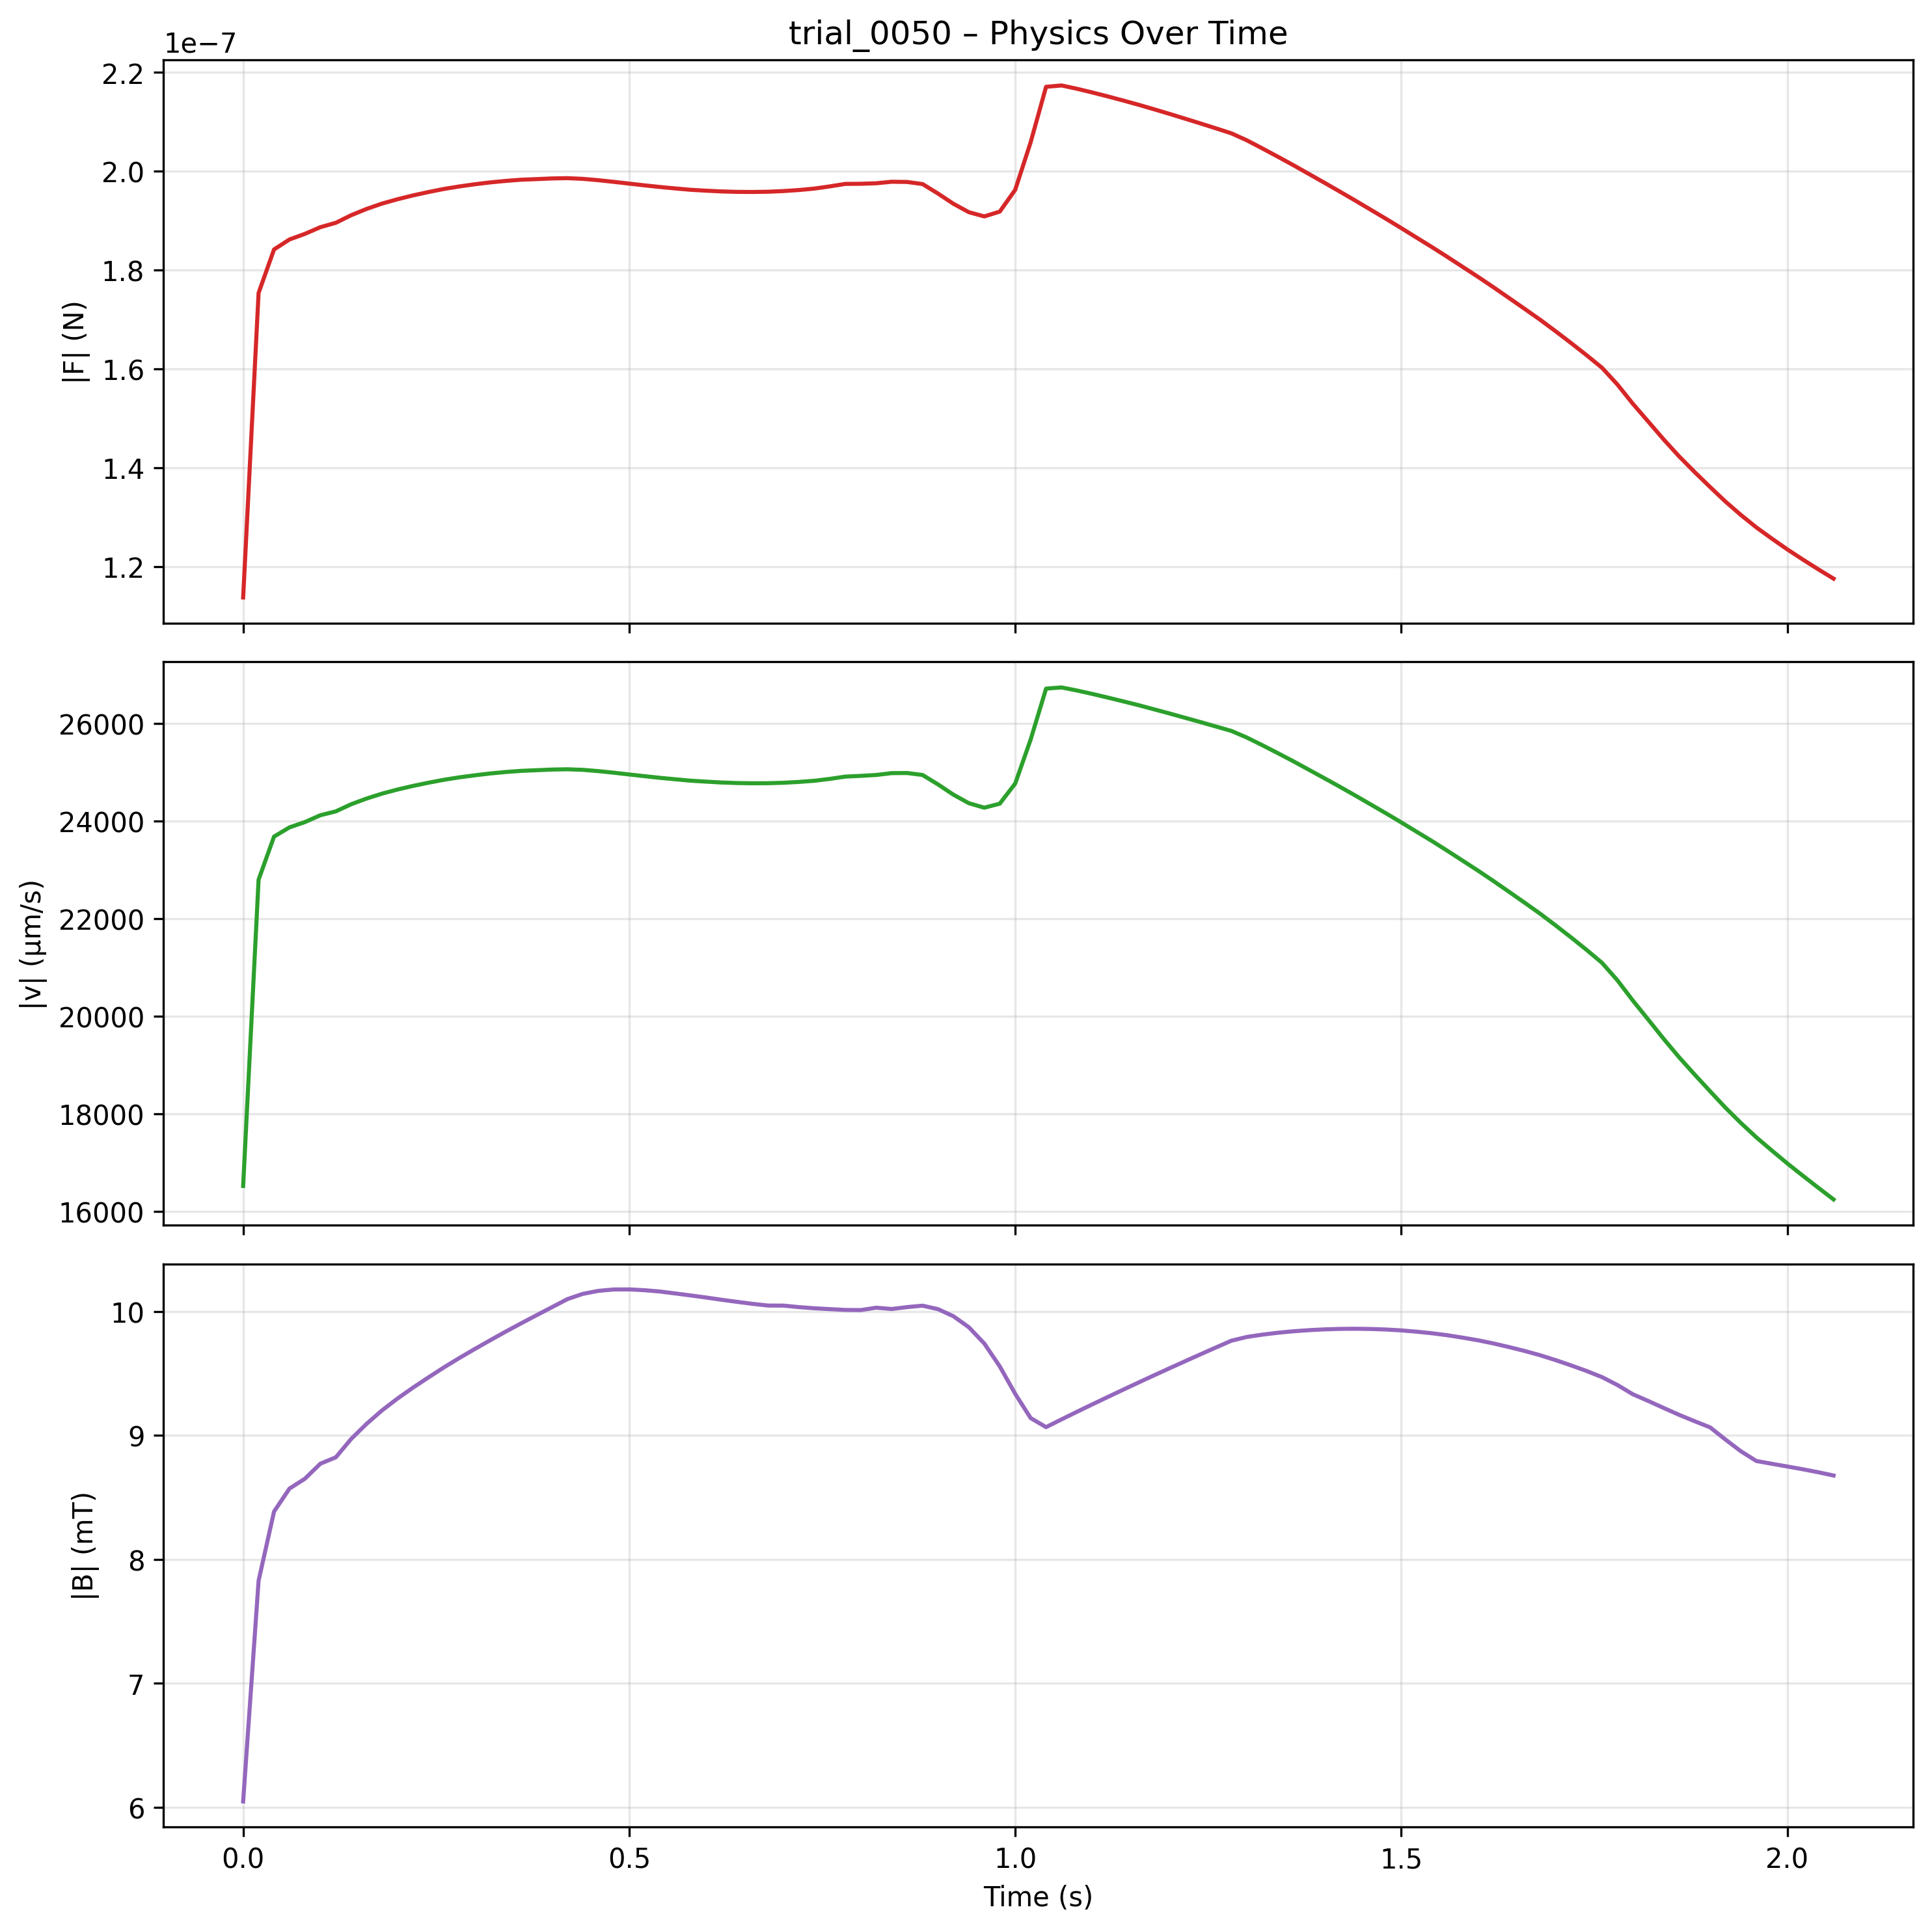 trial_0050 – Physics Over Time
1e−7
2.2
2.0
1.8
1.6
1.4
1.2
|F| (N)
26000
24000
22000
20000
18000
16000
|v| (µm/s)
10
9
8
7
6
|B| (mT)
0.0 0.5 1.0 1.5 2.0
Time (s)